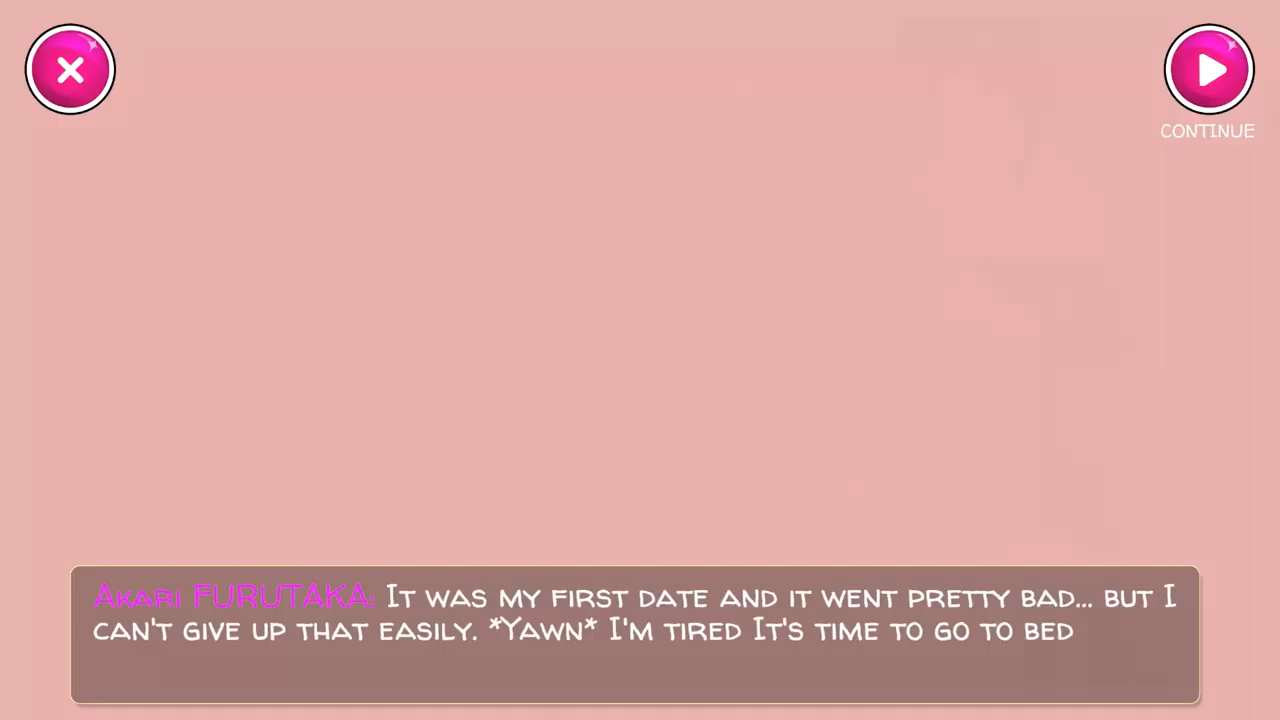 CONTINUE
Akari FURUTAKA: It was my first date and it went pretty bad... but I
can't give up that easily. *Yawn* I'm tired It's time to go to bed